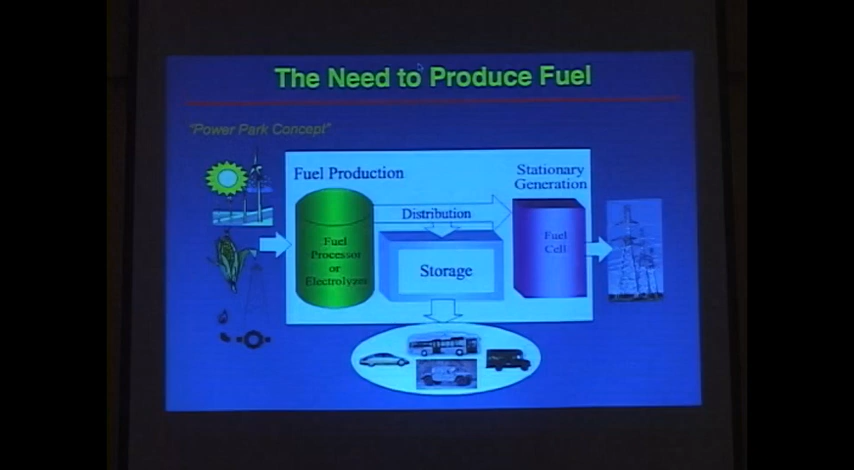 The Need to Produce Fuel
"Power Park Concept"
Fuel Production
Stationary
Generation
Distribution
Fuel
Processor
or
Electrolyzer
Fuel
Cell
Storage